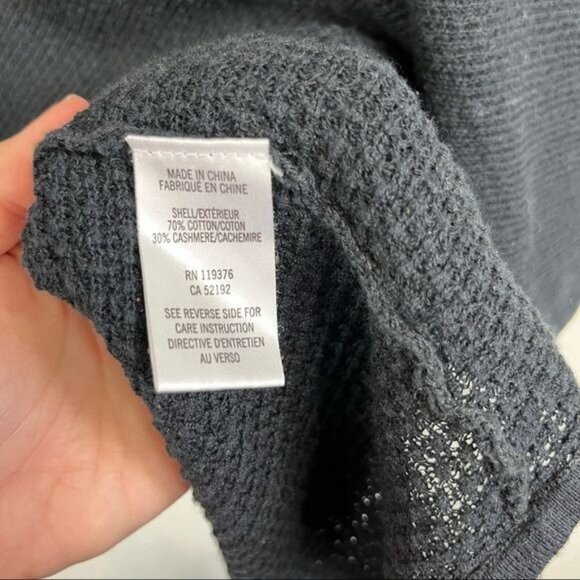 MADE IN CHINA
FABRIQUÉ EN CHINE
SHELL/EXTÉRIEUR
70% COTTON/COTON
30% CASHMERE/CACHEMIRE
RN 119376
CA 52192
SEE REVERSE SIDE FOR
CARE INSTRUCTION
DIRECTIVE D'ENTRETIEN
AU VERSO